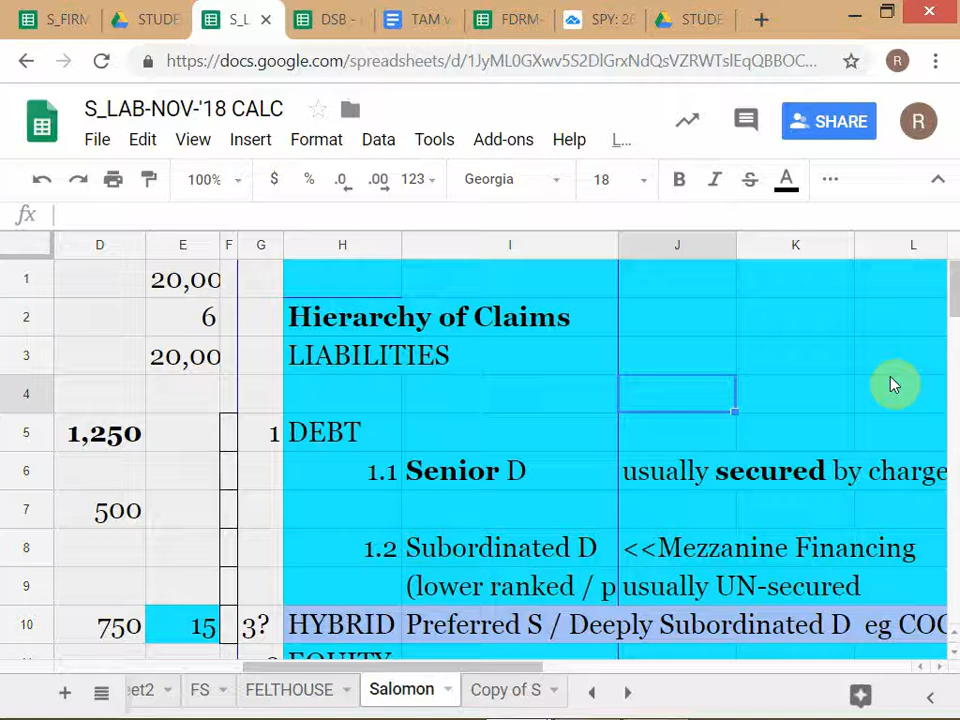 S_FIRM
STUDE
S_L
DSB -
TAM v
FDRM-
SPY: 26
STUDE
https://docs.google.com/spreadsheets/d/1JyML0GXwv5S2DlGrxNdQsVZRWTslEqQBBOC...
R
S_LAB-NOV-'18 CALC
SHARE
R
File Edit View Insert Format Data Tools Add-ons Help L...
100% $ % .0 .00 123 Georgia 18 B I S A ...
fx
D E F G H I J K L
1 20,00
2 6 Hierarchy of Claims
3 20,00 LIABILITIES
4
5 1,250 1 DEBT
6 1.1 Senior D usually secured by charge
7 500
8 1.2 Subordinated D <<Mezzanine Financing
9 (lower ranked / p usually UN-secured
10 750 15 3? HYBRID Preferred S / Deeply Subordinated D eg COC
EQUITY
eet2 FS FELTHOUSE Salomon Copy of S